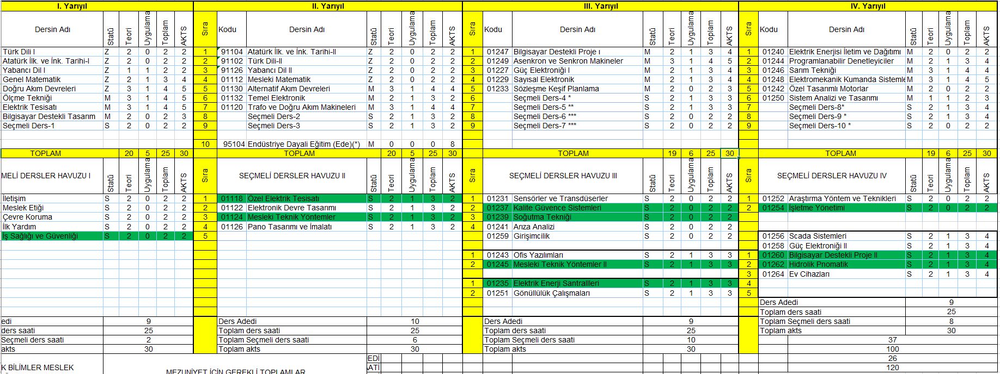 I. Yarıyıl II. Yarıyıl III. Yarıyıl IV. Yarıyıl
Dersin Adı Statü Teori Uygulama Toplam AKTS Sıra Kodu Dersin Adı Statü Teori Uygulama Toplam AKTS Sıra Kodu Dersin Adı Statü Teori Uygulama Toplam AKTS Sıra Kodu Dersin Adı Statü Teori Uygulama Toplam AKTS
Türk Dili I Z 2 0 2 2 1 91104 Atatürk İlk. ve İnk. Tarihi-II Z 2 0 2 2 1 01247 Bilgisayar Destekli Proje ı M 2 1 3 4 1 01240 Elektrik Enerjisi İletim ve Dağıtımı M 2 0 2 2
Atatürk İlk. ve İnk. Tarihi-I Z 2 0 2 2 2 91102 Türk Dili-II Z 2 0 2 2 2 01249 Asenkron ve Senkron Makineler M 3 1 4 5 2 01244 Programlanabilir Denetleyiciler M 2 1 3 4
Yabancı Dil I Z 1 1 2 2 3 91126 Yabancı Dil II Z 2 0 2 2 3 01227 Güç Elektroniği I M 2 1 3 4 3 01246 Sarım Tekniği M 3 1 4 4
Genel Matematik Z 2 1 3 4 4 01112 Mesleki Matematik Z 2 0 2 2 4 01229 Sayısal Elektronik M 2 1 3 4 4 01248 Elektromekanik Kumanda Sistemle M 3 1 4 5
Doğru Akım Devreleri Z 3 1 4 5 5 01130 Alternatif Akım Devreleri M 3 1 4 4 5 01233 Sözleşme Keşif Planlama M 2 0 2 3 5 01242 Özel Tasarımlı Motorlar M 2 0 2 2
Ölçme Tekniği M 3 1 4 5 6 01132 Temel Elektronik M 2 1 3 2 6 Seçmeli Ders-4 * S 2 1 3 3 6 01250 Sistem Analizi ve Tasarımı M 1 1 2 3
Elektrik Tesisatı M 3 1 4 5 7 01120 Trafo ve Doğru Akım Makineleri M 3 1 4 4 7 Seçmeli Ders-5 ** S 2 1 3 3 7 Seçmeli Ders-8* S 2 1 3 4
Bilgisayar Destekli Tasarım M 2 0 2 3 8 Seçmeli Ders-2 S 2 1 3 2 8 Seçmeli Ders-6 *** S 2 0 2 2 8 Seçmeli Ders-9 * S 2 1 3 4
Seçmeli Ders-1 S 2 0 2 2 9 Seçmeli Ders-3 S 2 1 3 2 9 Seçmeli Ders-7 *** S 2 0 2 2 9 Seçmeli Ders-10 * S 2 0 2 2
10 95104 Endüstriye Dayali Eğitim (Ede)(*) M 0 0 0 8
TOPLAM 20 5 25 30 TOPLAM 20 5 25 30 TOPLAM 19 6 25 30 TOPLAM 19 6 25 30
MELİ DERSLER HAVUZU I Statü Teori Uygulama Toplam AKTS Sıra SEÇMELİ DERSLER HAVUZU II Statü Teori Uygulama Toplam AKTS Sıra SEÇMELİ DERSLER HAVUZU III Statü Teori Uygulama Toplam AKTS Sıra SEÇMELİ DERSLER HAVUZU IV Statü Teori Uygulama Toplam AKTS
İletişim S 2 0 2 2 1 01118 Özel Elektrik Tesisatı S 2 1 3 2 1 01231 Sensörler ve Transdüserler S 2 0 2 2 1 01252 Araştırma Yöntem ve Teknikleri S 2 0 2 2
Meslek Etiği S 2 0 2 2 2 01122 Elektronik Devre Tasarımı S 2 1 3 2 2 01237 Kalite Güvence Sistemleri S 2 0 2 2 2 01254 İşletme Yönetimi S 2 0 2 2
Çevre Koruma S 2 0 2 2 3 01124 Mesleki Teknik Yöntemler S 2 1 3 2 3 01239 Soğutma Tekniği S 2 0 2 2
İlk Yardım S 2 0 2 2 4 01126 Pano Tasarımı ve İmalatı S 2 1 3 2 4 01241 Arıza Analizi S 2 0 2 2
İş Sağlığı ve Güvenliği S 2 0 2 2 5 01259 Girişimcilik S 2 0 2 2 01256 Scada Sistemleri S 2 1 3 4
01258 Güç Elektroniği II S 2 1 3 4
1 01243 Ofis Yazılımları S 2 1 3 3 1 01260 Bilgisayar Destekli Proje II S 2 1 3 4
2 01245 Mesleki Teknik Yöntemler II S 2 1 3 3 2 01262 Hidrolik Pnomatik S 2 1 3 4
3 01264 Ev Cihazları S 2 1 3 4
1 01235 Elektrik Enerji Santrallleri S 2 1 3 3 4
2 01251 Gönüllülük Çalışmaları S 2 1 3 3 5
Ders Adedi 9
Toplam ders saati 25
edi 9 Ders Adedi 10 Ders Adedi 9 Toplam Seçmeli ders saati 8
ders saati 25 Toplam ders saati 25 Toplam ders saati 25 Toplam akts 30
Seçmeli ders saati 2 Toplam Seçmeli ders saati 6 Toplam Seçmeli ders saati 10 37
akts 30 Toplam akts 30 Toplam akts 30 100
EDİ 26
K BİLİMLER MESLEK MEZUNİYET İÇİN GEREKLİ TOPLAMLAR ATİ 120